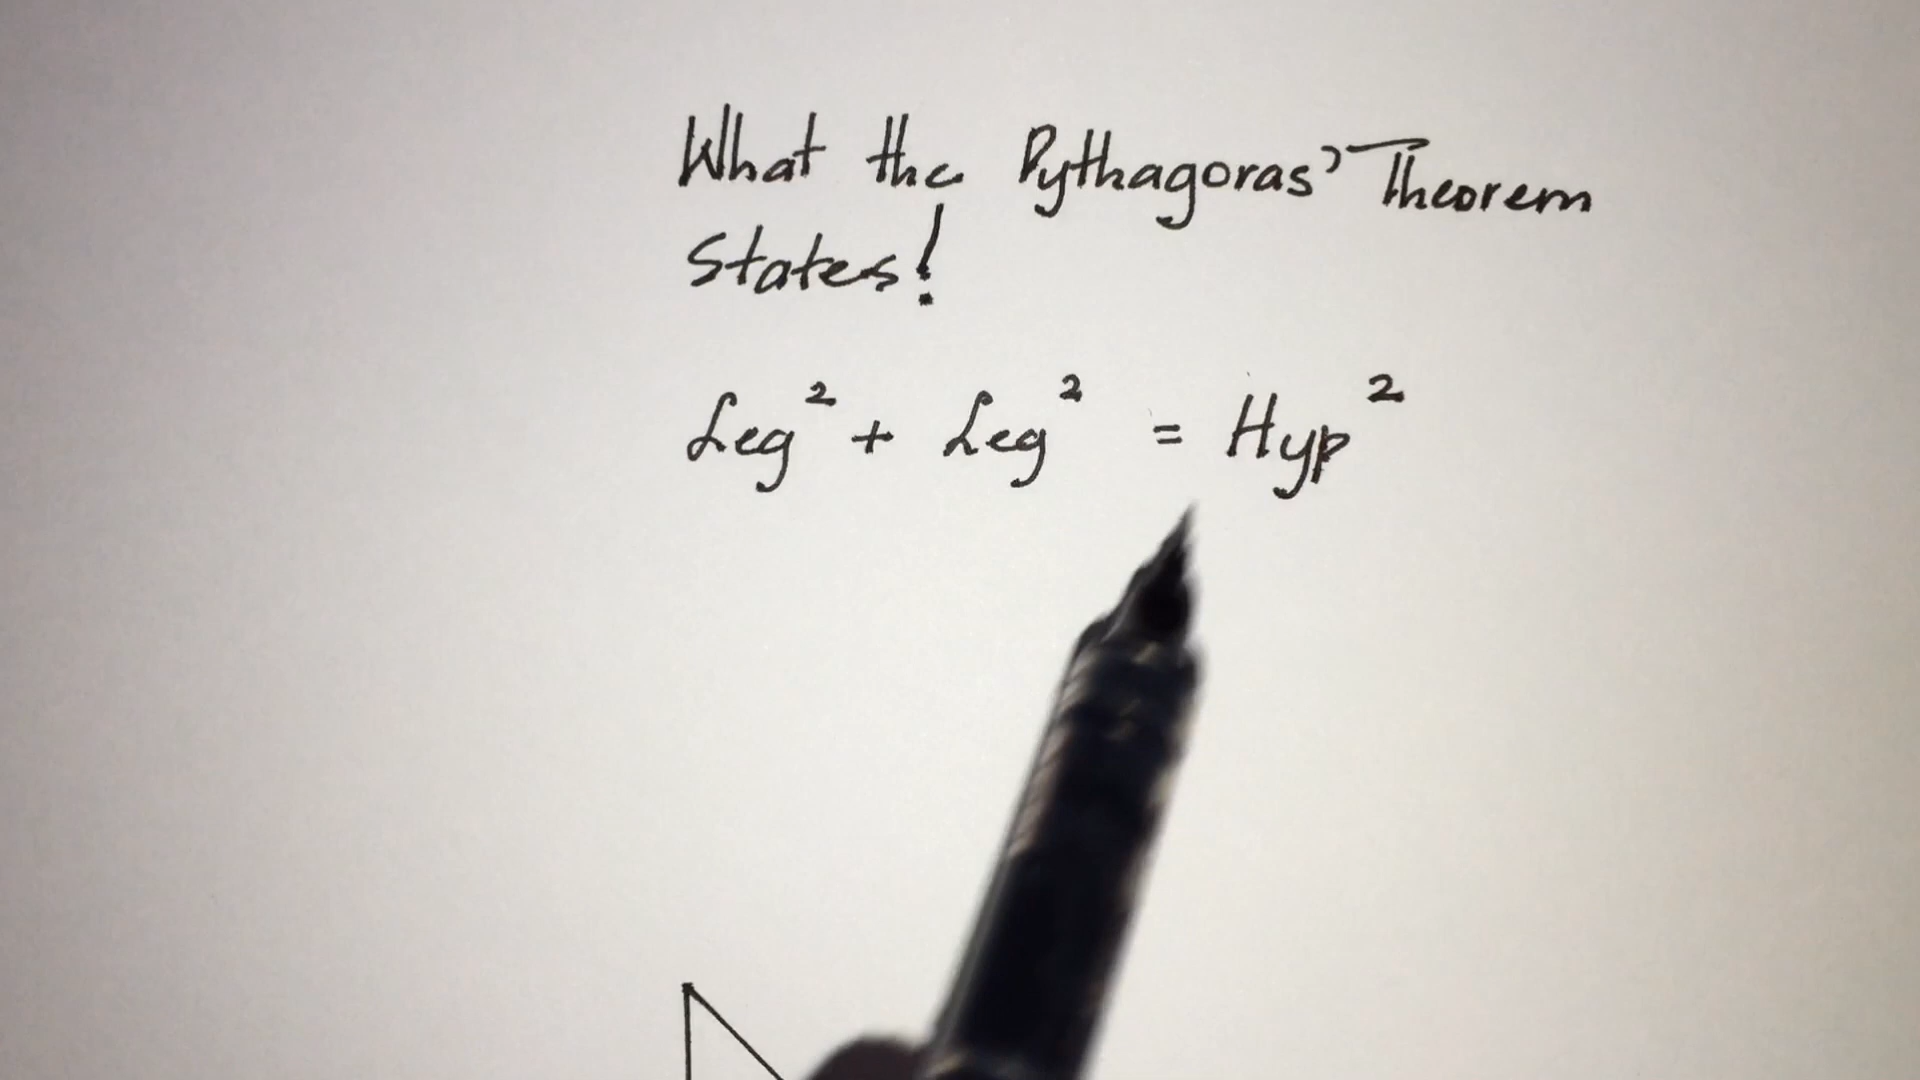 What the Pythagoras' Theorem
States!
Leg² + Leg² = Hyp²